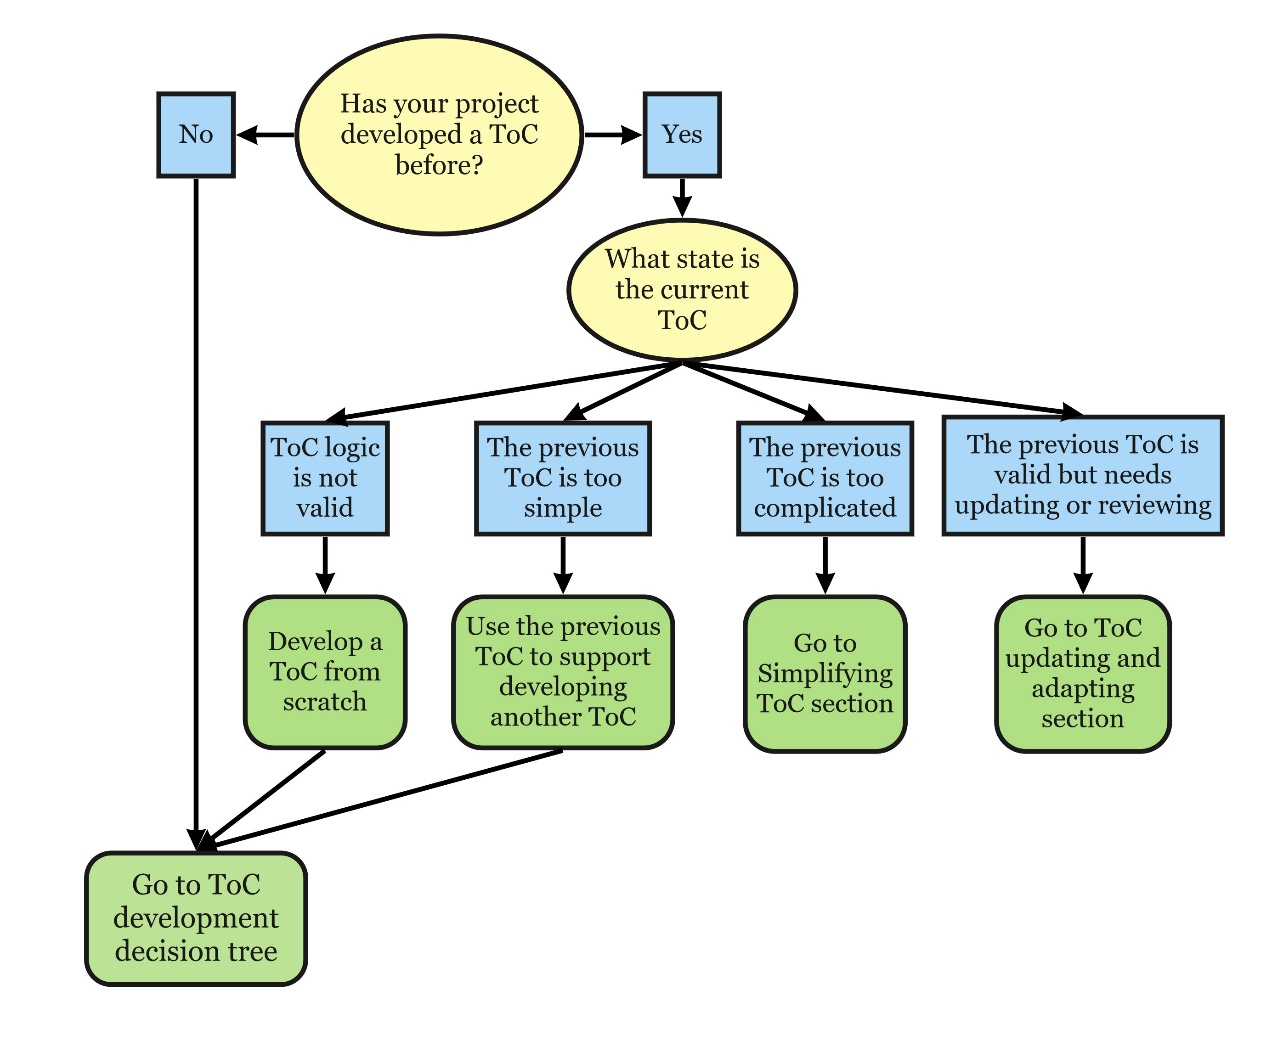 Has your project
developed a ToC
before?
No
Yes
What state is
the current
ToC
ToC logic
is not
valid
The previous
ToC is too
simple
The previous
ToC is too
complicated
The previous ToC is
valid but needs
updating or reviewing
Develop a
ToC from
scratch
Use the previous
ToC to support
developing
another ToC
Go to
Simplifying
ToC section
Go to ToC
updating and
adapting
section
Go to ToC
development
decision tree